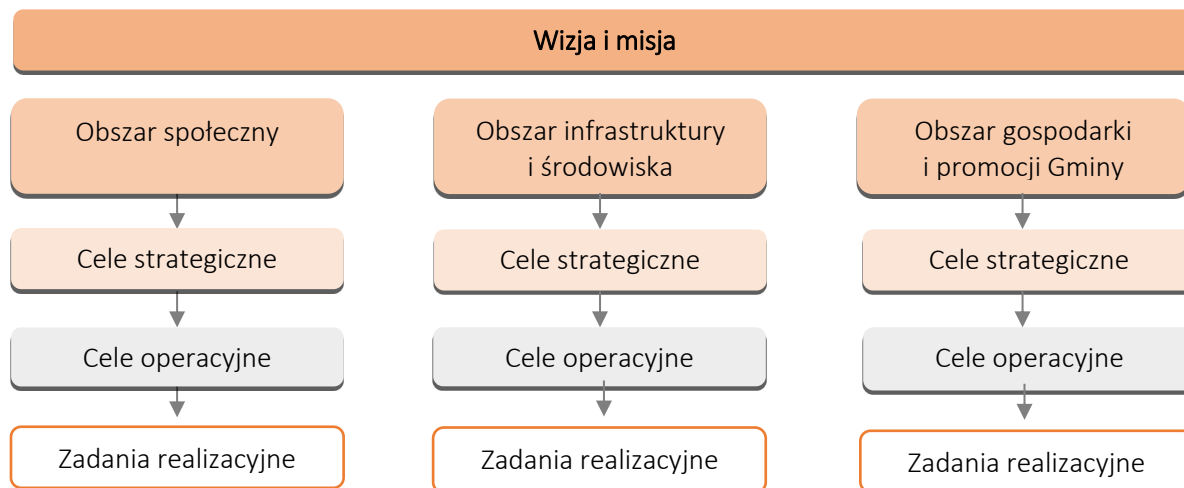 Wizja i misja
Obszar społeczny
Obszar infrastruktury
i środowiska
Obszar gospodarki
i promocji Gminy
Cele strategiczne
Cele strategiczne
Cele strategiczne
Cele operacyjne
Cele operacyjne
Cele operacyjne
Zadania realizacyjne
Zadania realizacyjne
Zadania realizacyjne